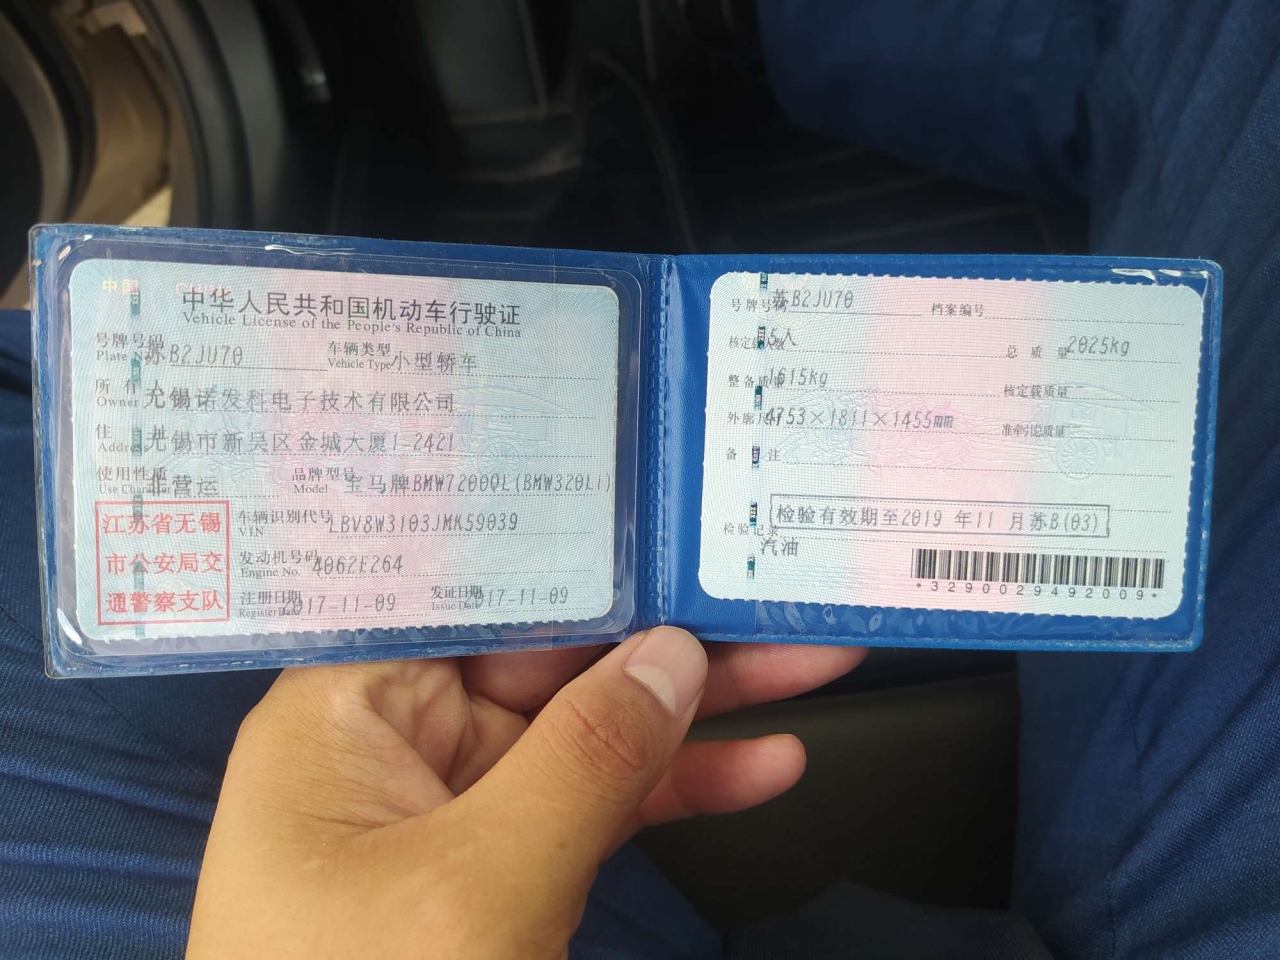 中国 CHINA
中华人民共和国机动车行驶证
Vehicle License of the People's Republic of China
号牌号码 苏B2JU70 车辆类型 小型轿车
Plate No. Vehicle Type
所有人 无锡诺发科电子技术有限公司
Owner
住址 无锡市新吴区金城大厦1-2421
Address
使用性质 非营运 品牌型号 宝马牌BMW7200QL(BMW320Li)
Use Character Model
江苏省无锡
市公安局交
通警察支队
车辆识别代号 LBV8W3103JMK59039
VIN
发动机号码 4062E264
Engine No.
注册日期 2017-11-09 发证日期 2017-11-09
Register Date Issue Date
号牌号码 苏B2JU70 档案编号
核定载人数 5人 总质量 2025kg
整备质量 1615kg 核定载质量
外廓尺寸 4753×1811×1455mm 准牵引总质量
备注
检验记录 检验有效期至2019年11月苏B(03)
汽油
*3290029492009*